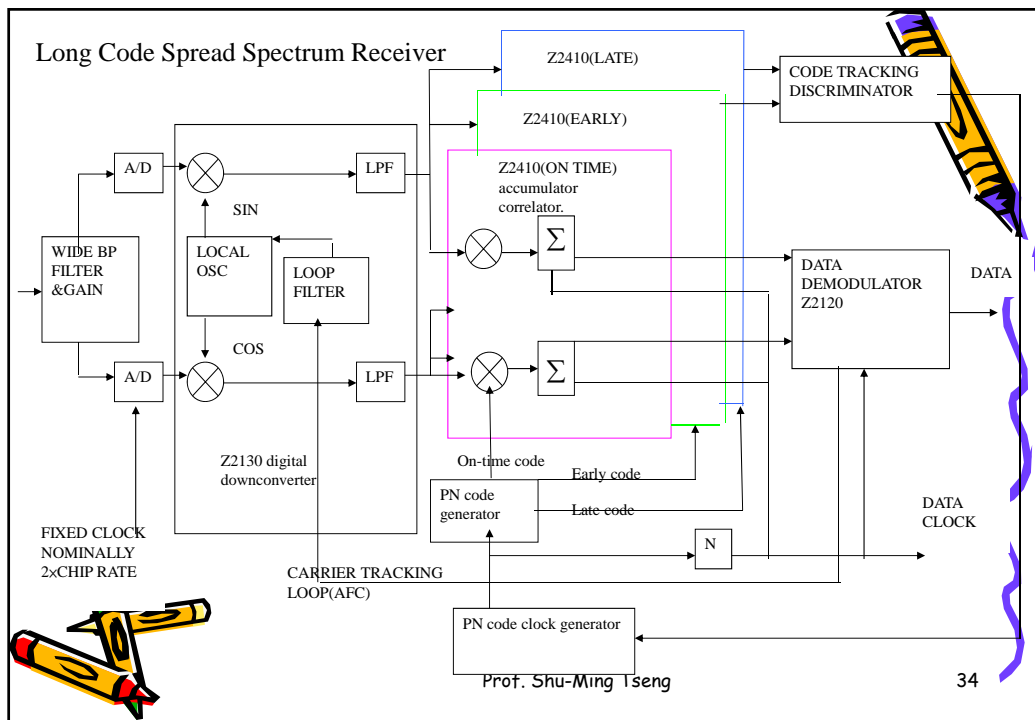 Long Code Spread Spectrum Receiver
Z2410(LATE)
CODE TRACKING
DISCRIMINATOR
Z2410(EARLY)
A/D
LPF
Z2410(ON TIME)
accumulator
correlator.
SIN
Σ
WIDE BP
FILTER
&GAIN
LOCAL
OSC
LOOP
FILTER
DATA
DEMODULATOR
Z2120
DATA
COS
A/D
LPF
Σ
Z2130 digital
downconverter
On-time code
Early code
PN code
generator
Late code
DATA
CLOCK
FIXED CLOCK
NOMINALLY
2×CHIP RATE
N
CARRIER TRACKING
LOOP(AFC)
PN code clock generator
Prof. Shu-Ming Tseng
34